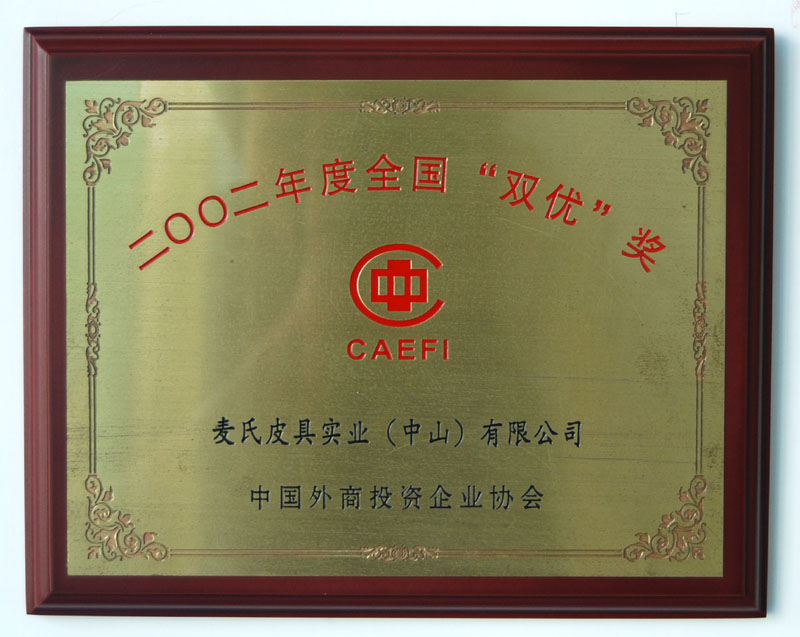 二〇〇二年度全国“双优”奖
中
CAEFI
麦氏皮具实业（中山）有限公司
中国外商投资企业协会